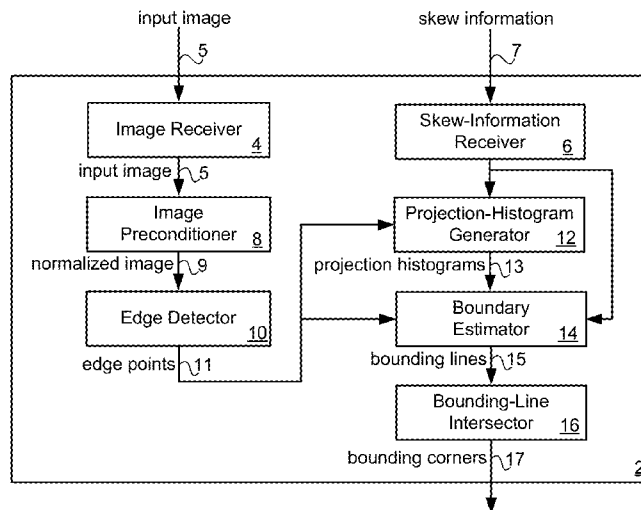 input image
skew information
5
7
Image Receiver
4
Skew-Information
Receiver
6
input image
5
Image
Preconditioner
8
Projection-Histogram
Generator
12
normalized image
9
projection histograms
13
Edge Detector
10
Boundary
Estimator
14
edge points
11
bounding lines
15
Bounding-Line
Intersector
16
bounding corners
17
2